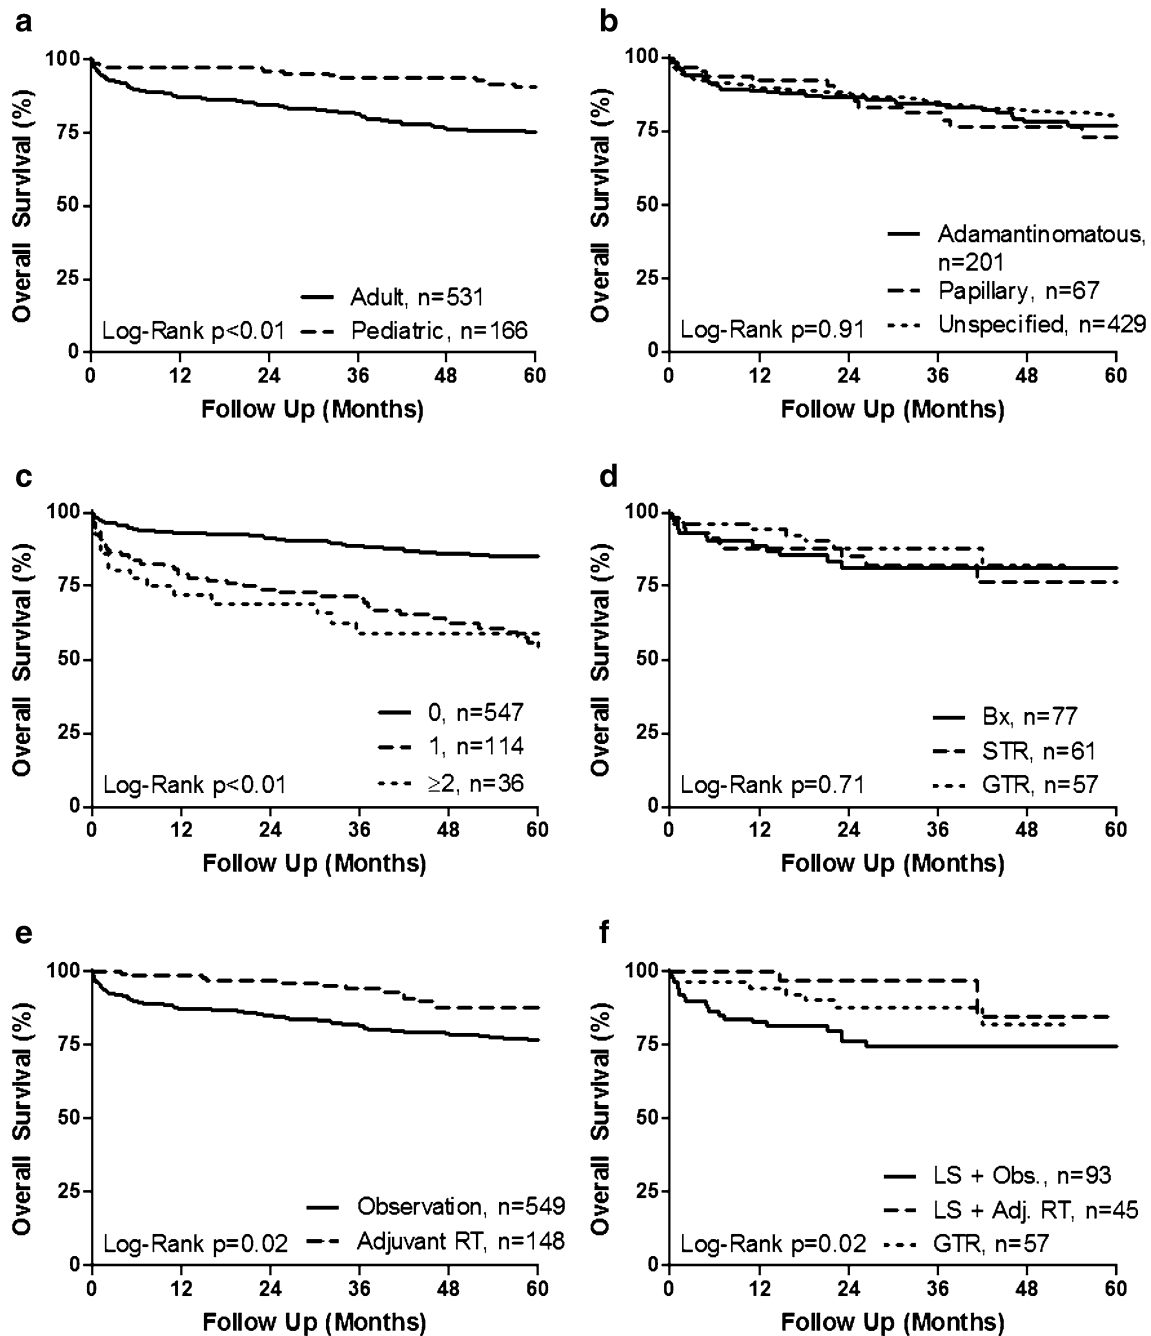 a
Overall Survival (%)
100
75
50
25
0
Adult, n=531
Pediatric, n=166
Log-Rank p<0.01
0 12 24 36 48 60
Follow Up (Months)
b
Overall Survival (%)
100
75
50
25
0
Adamantinomatous,
n=201
Papillary, n=67
Unspecified, n=429
Log-Rank p=0.91
0 12 24 36 48 60
Follow Up (Months)
c
Overall Survival (%)
100
75
50
25
0
0, n=547
1, n=114
≥2, n=36
Log-Rank p<0.01
0 12 24 36 48 60
Follow Up (Months)
d
Overall Survival (%)
100
75
50
25
0
Bx, n=77
STR, n=61
GTR, n=57
Log-Rank p=0.71
0 12 24 36 48 60
Follow Up (Months)
e
Overall Survival (%)
100
75
50
25
0
Observation, n=549
Adjuvant RT, n=148
Log-Rank p=0.02
0 12 24 36 48 60
Follow Up (Months)
f
Overall Survival (%)
100
75
50
25
0
LS + Obs., n=93
LS + Adj. RT, n=45
GTR, n=57
Log-Rank p=0.02
0 12 24 36 48 60
Follow Up (Months)